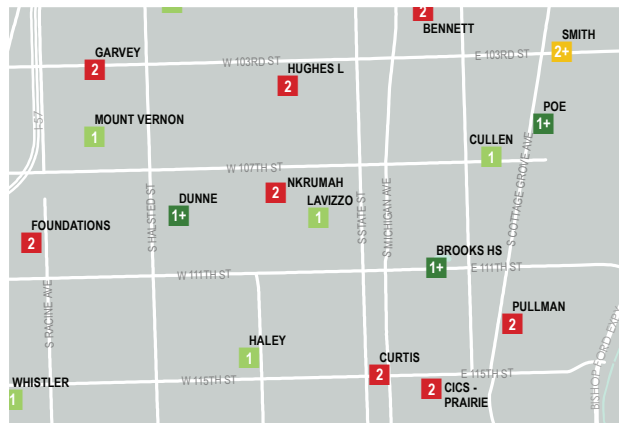 2
BENNETT
SMITH
2+
GARVEY
2
W 103RD ST
E 103RD ST
HUGHES L
2
I-57
MOUNT VERNON
1
POE
1+
CULLEN
1
W 107TH ST
S COTTAGE GROVE AVE
NKRUMAH
2
LAVIZZO
1
DUNNE
1+
S HALSTED ST
S STATE ST
S MICHIGAN AVE
FOUNDATIONS
2
BROOKS HS
1+
W 111TH ST
E 111TH ST
S RACINE AVE
PULLMAN
2
HALEY
1
CURTIS
2
W 115TH ST
E 115TH ST
CICS -
PRAIRIE
2
WHISTLER
1
BISHOP FORD EXPY